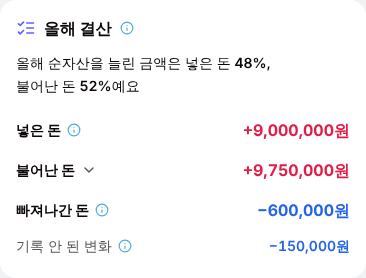 올해 결산
올해 순자산을 늘린 금액은 넣은 돈 48%,
불어난 돈 52%예요
넣은 돈 +9,000,000원
불어난 돈 +9,750,000원
빠져나간 돈 −600,000원
기록 안 된 변화 −150,000원